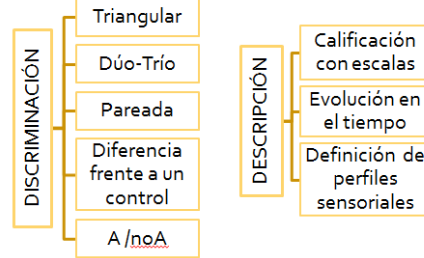 DISCRIMINACIÓN
Triangular
Dúo-Trío
Pareada
Diferencia
frente a un
control
A /noA
DESCRIPCIÓN
Calificación
con escalas
Evolución en
el tiempo
Definición de
perfiles
sensoriales